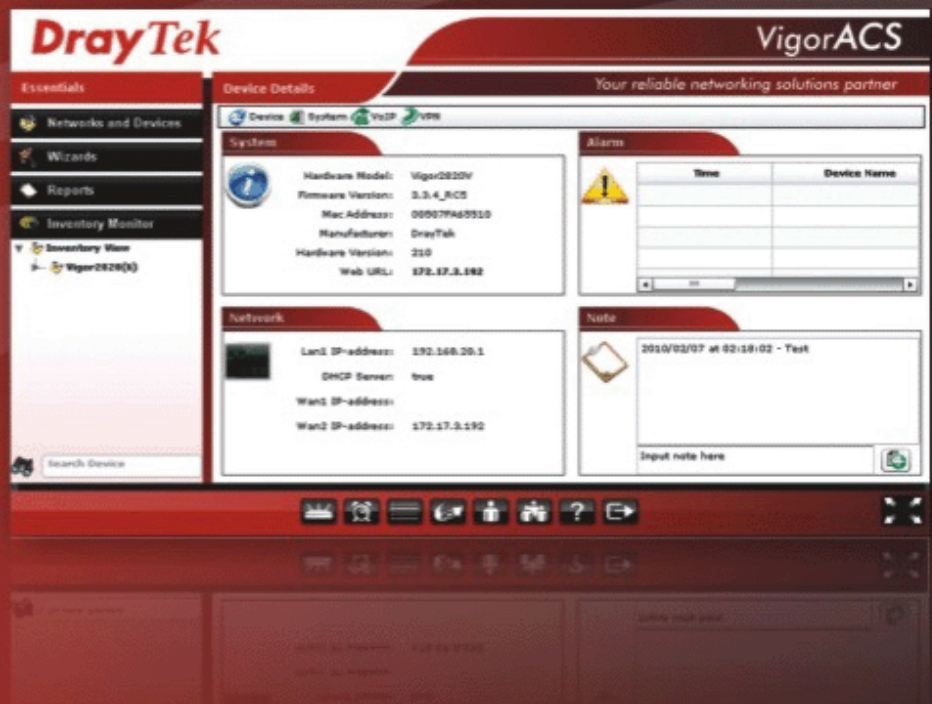 DrayTek
VigorACS
Essentials
Device Details
Your reliable networking solutions partner
Networks and Devices
Wizards
Reports
Inventory Monitor
Inventory View
Vigor2820(6)
Search Device
Device System VoIP VPN
System
Hardware Model: Vigor2820V
Firmware Version: 3.3.4_RC5
Mac Address: 00507FA65510
Manufacturer: DrayTek
Hardware Version: 210
Web URL: 172.17.3.192
Alarm
Time Device Name
Network
Lan1 IP-address: 192.168.20.1
DHCP Server: true
Wan1 IP-address:
Wan2 IP-address: 172.17.3.192
Note
2010/02/07 at 02:18:02 - Test
Input note here
?